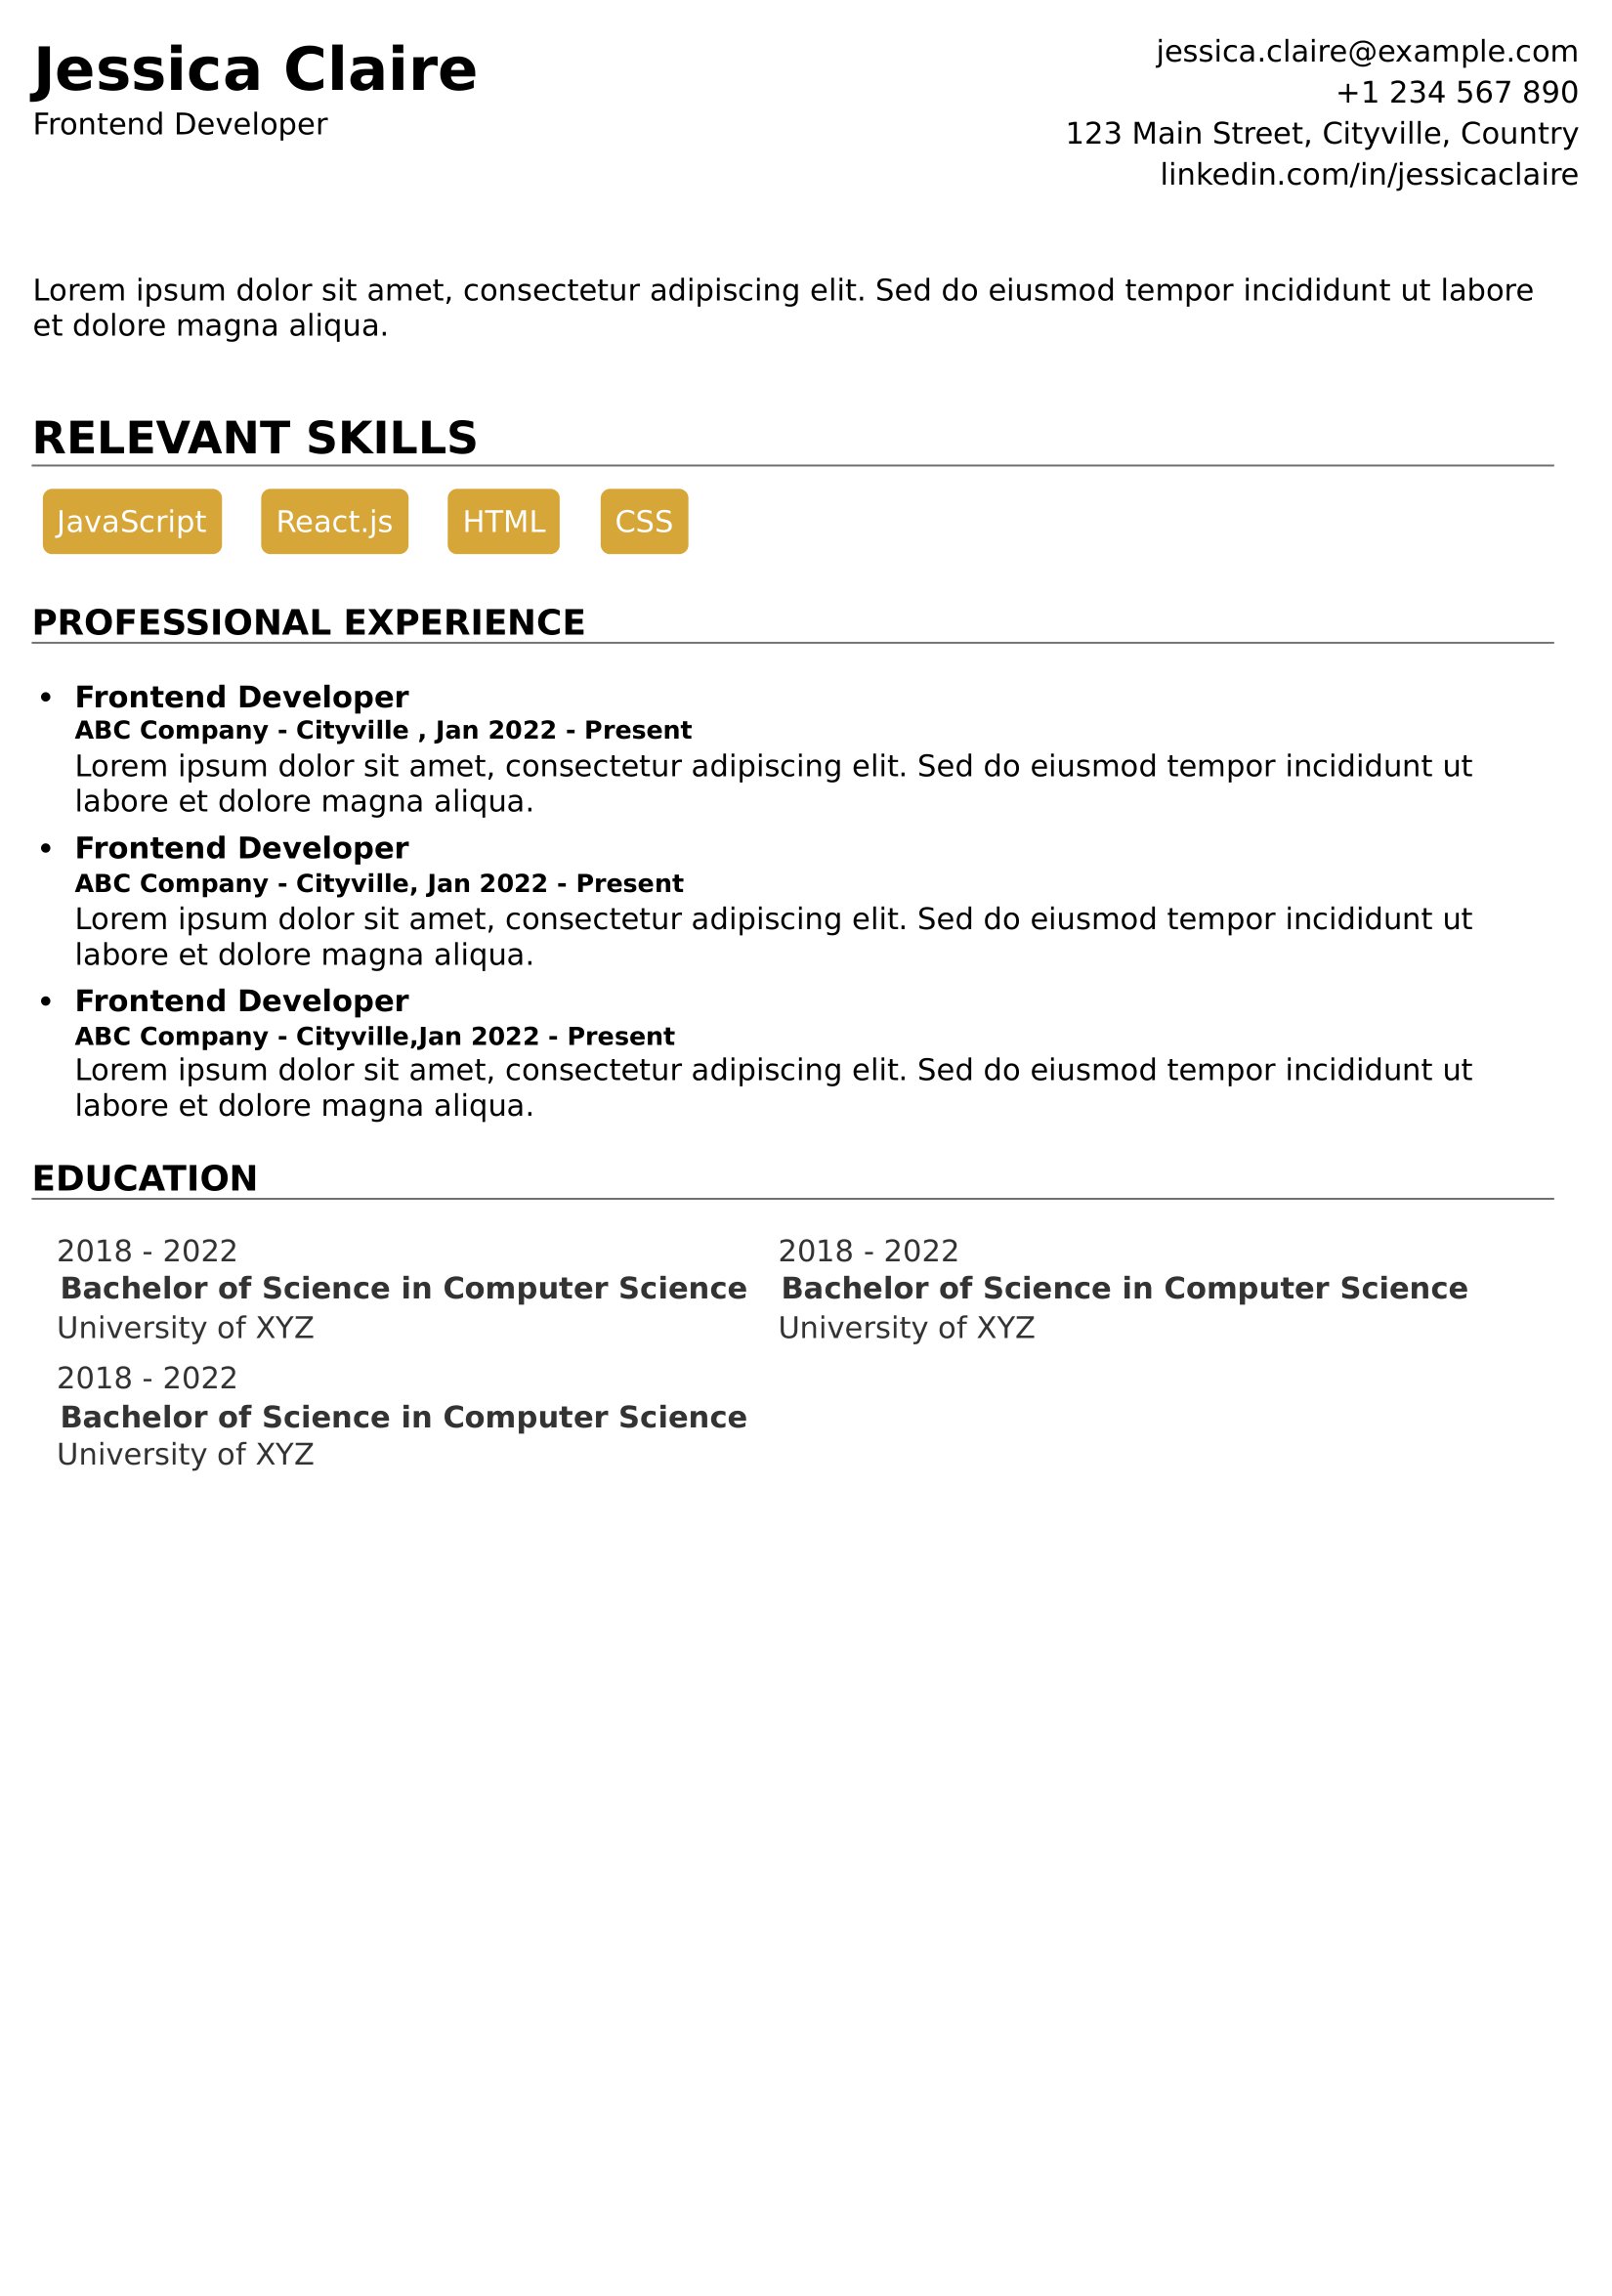 Jessica Claire
Frontend Developer
jessica.claire@example.com
+1 234 567 890
123 Main Street, Cityville, Country
linkedin.com/in/jessicaclaire
Lorem ipsum dolor sit amet, consectetur adipiscing elit. Sed do eiusmod tempor incididunt ut labore
et dolore magna aliqua.
RELEVANT SKILLS
JavaScript React.js HTML CSS
PROFESSIONAL EXPERIENCE
• Frontend Developer
ABC Company - Cityville , Jan 2022 - Present
Lorem ipsum dolor sit amet, consectetur adipiscing elit. Sed do eiusmod tempor incididunt ut
labore et dolore magna aliqua.
• Frontend Developer
ABC Company - Cityville, Jan 2022 - Present
Lorem ipsum dolor sit amet, consectetur adipiscing elit. Sed do eiusmod tempor incididunt ut
labore et dolore magna aliqua.
• Frontend Developer
ABC Company - Cityville,Jan 2022 - Present
Lorem ipsum dolor sit amet, consectetur adipiscing elit. Sed do eiusmod tempor incididunt ut
labore et dolore magna aliqua.
EDUCATION
2018 - 2022
Bachelor of Science in Computer Science
University of XYZ
2018 - 2022
Bachelor of Science in Computer Science
University of XYZ
2018 - 2022
Bachelor of Science in Computer Science
University of XYZ